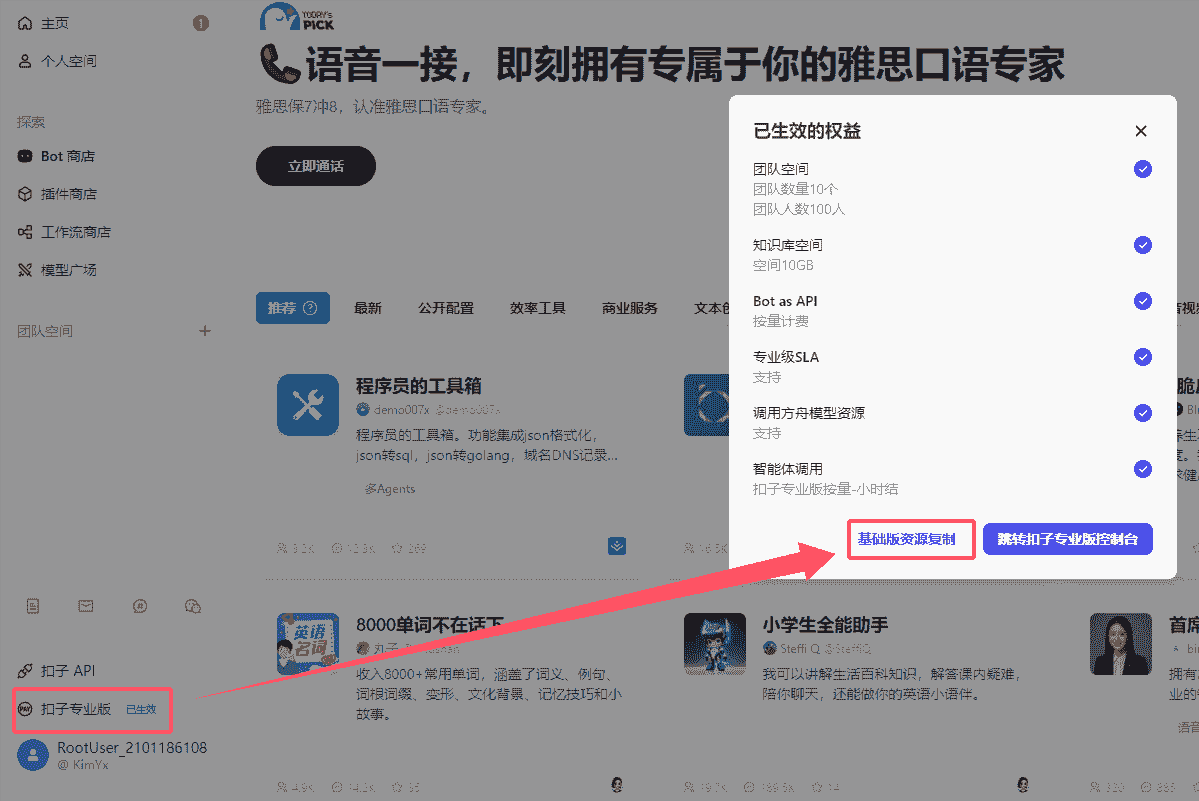 主页
1
个人空间
探索
Bot 商店
插件商店
工作流商店
模型广场
团队空间
扣子 API
扣子专业版 已生效
RootUser_2101186108
@ KimYx
TODAY'S
PICK
语音一接，即刻拥有专属于你的雅思口语专家
雅思保7冲8，认准雅思口语专家。
立即通话
推荐
最新
公开配置
效率工具
商业服务
程序员的工具箱
demo007x @demo007x
程序员的工具箱。功能集成json格式化，
json转sql，json转golang，域名DNS记录...
多Agents
8000单词不在话下
英语
名词
收入8000+常用单词，涵盖了词义、例句、
词根词缀、变形、文化背景、记忆技巧和小
故事。
小学生全能助手
Steffi Q @SteffiQ
我可以讲解生活百科知识，解答课内疑难，
陪你聊天，还能做你的英语小语伴。
已生效的权益
团队空间
团队数量10个
团队人数100人
知识库空间
空间10GB
Bot as API
按量计费
专业级SLA
支持
调用方舟模型资源
支持
智能体调用
扣子专业版按量-小时结
基础版资源复制
跳转扣子专业版控制台